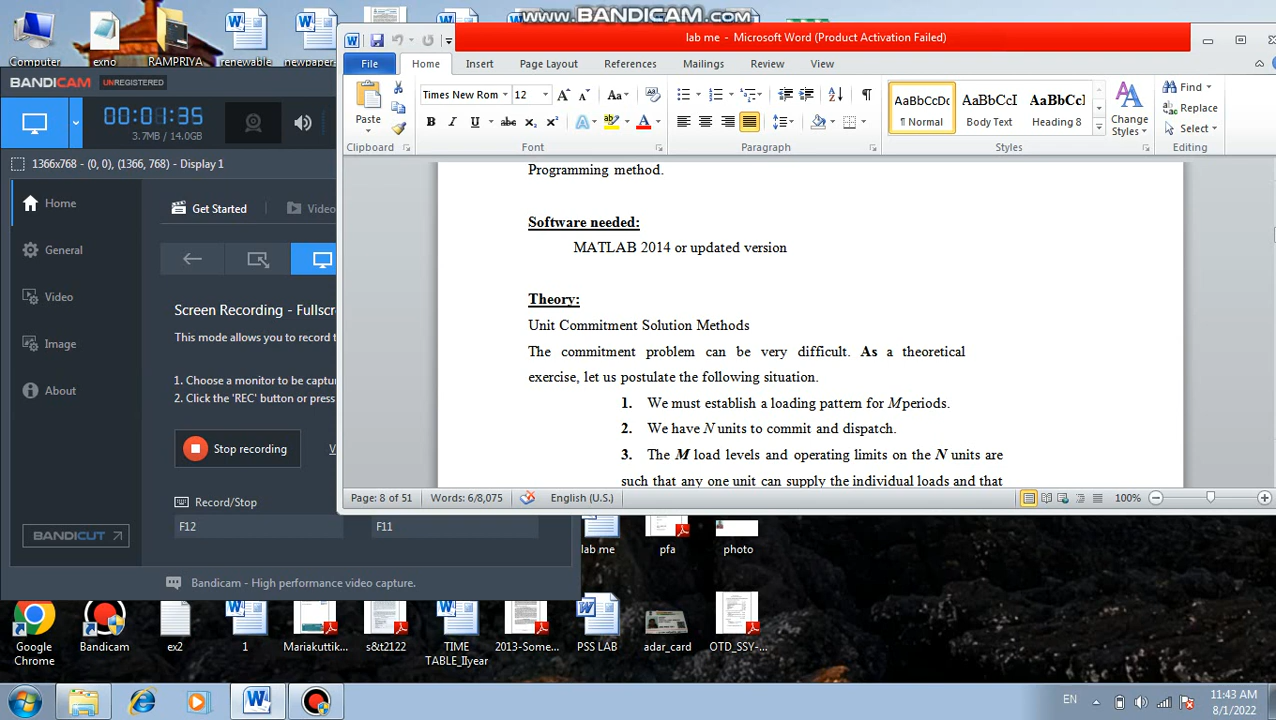 www.BANDICAM.com
Computer
exno
RAMPRIYA
renewable
newpaper
BANDICAM UNREGISTERED
00:01:35
3.7MB / 14.0GB
1366x768 - (0, 0), (1366, 768) - Display 1
Home
General
Video
Image
About
BANDICUT
Get Started
Video
Screen Recording - Fullscr
This mode allows you to record t
1. Choose a monitor to be captu
2. Click the 'REC' button or press
Stop recording
Record/Stop
F12
F11
Bandicam - High performance video capture.
lab me - Microsoft Word (Product Activation Failed)
File
Home
Insert
Page Layout
References
Mailings
Review
View
Paste
Clipboard
Times New Rom
12
Font
Paragraph
AaBbCcDc
¶ Normal
AaBbCcI
Body Text
AaBbCcI
Heading 8
Change
Styles
Styles
Find
Replace
Select
Editing
Programming method.
Software needed:
MATLAB 2014 or updated version
Theory:
Unit Commitment Solution Methods
The commitment problem can be very difficult. As a theoretical
exercise, let us postulate the following situation.
1. We must establish a loading pattern for M periods.
2. We have N units to commit and dispatch.
3. The M load levels and operating limits on the N units are
such that any one unit can supply the individual loads and that
Page: 8 of 51
Words: 6/8,075
English (U.S.)
100%
lab me
pfa
photo
Google
Chrome
Bandicam
ex2
1
Mariakuttik...
s&t2122
TIME
TABLE_IIyear
2013-Some...
PSS LAB
adar_card
OTD_SSY-...
EN
11:43 AM
8/1/2022